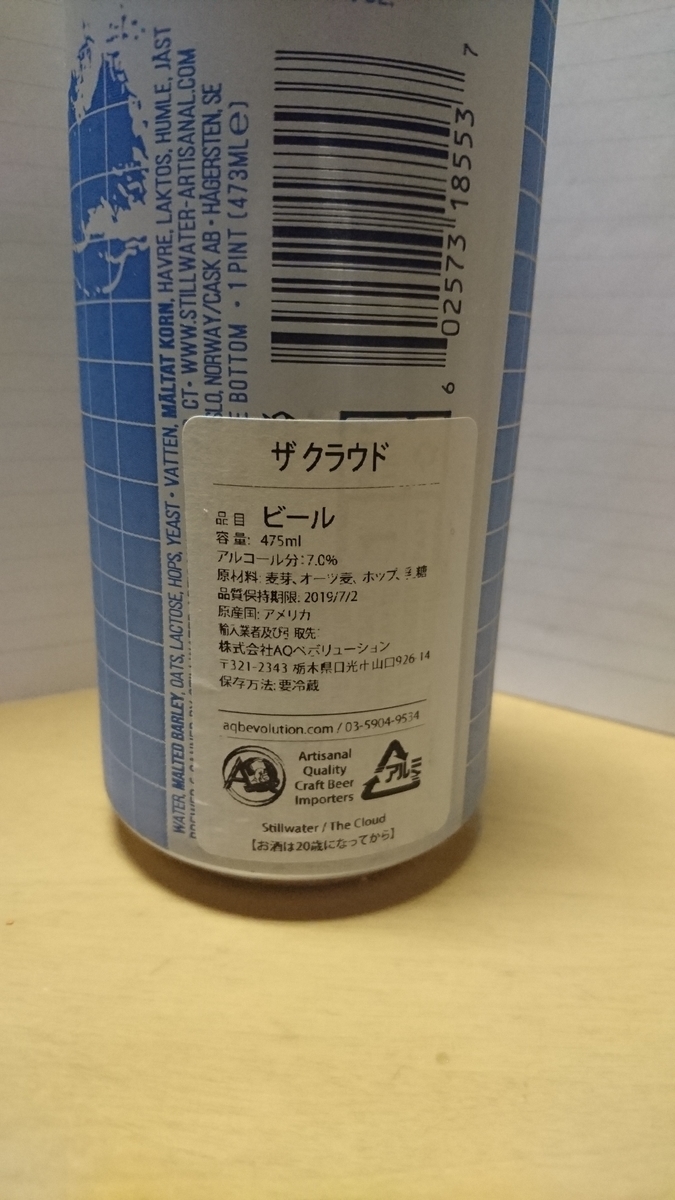 WATER, MALTED BARLEY, OATS, LACTOSE, HOPS, YEAST • VATTEN, MÄLTAT KORN, HAVRE, LAKTOS, HUMLE, JÄST
CT • WWW.STILLWATER-ARTISANAL.COM
OSLO, NORWAY/CASK AB • HÄGERSTEN, SE
BOTTOM • 1 PINT (473ML℮)
6 02573 18553 7
ザ クラウド
品目 ビール
容量: 475ml
アルコール分:7.0%
原材料: 麦芽、オーツ麦、ホップ、乳糖
品質保持期限: 2019/7/2
原産国: アメリカ
輸入業者及び引取先:
株式会社AQベボリューション
〒321-2343 栃木県日光市山口926-14
保存方法: 要冷蔵
aqbevolution.com / 03-5904-9534
AQ
Artisanal
Quality
Craft Beer
Importers
アルミ
Stillwater / The Cloud
【お酒は20歳になってから】